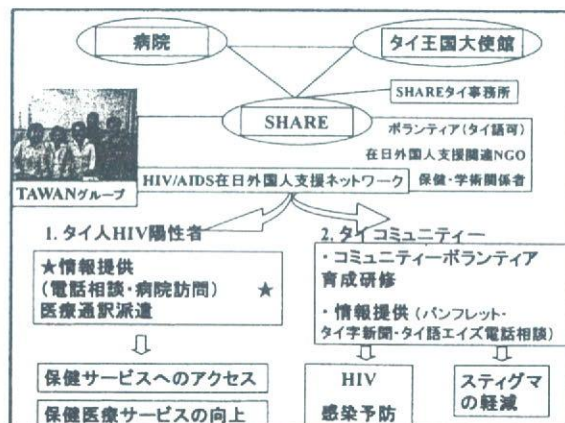 病院
タイ王国大使館
SHAREタイ事務所
SHARE
ボランティア(タイ語可)
在日外国人支援関連NGO
保健・学術関係者
TAWANグループ
HIV/AIDS在日外国人支援ネットワーク
1. タイ人HIV陽性者
★情報提供
(電話相談・病院訪問) ★
医療通訳派遣
2. タイコミュニティー
・コミュニティーボランティア
育成研修
・情報提供(パンフレット・
タイ字新聞・タイ語エイズ電話相談)
保健サービスへのアクセス
保健医療サービスの向上
HIV
感染予防
スティグマ
の軽減